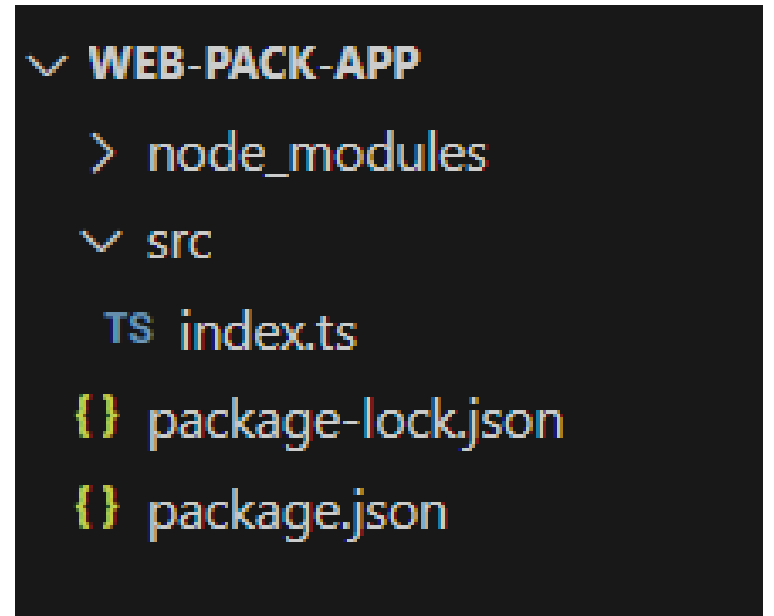 WEB-PACK-APP
node_modules
src
TS index.ts
{} package-lock.json
{} package.json